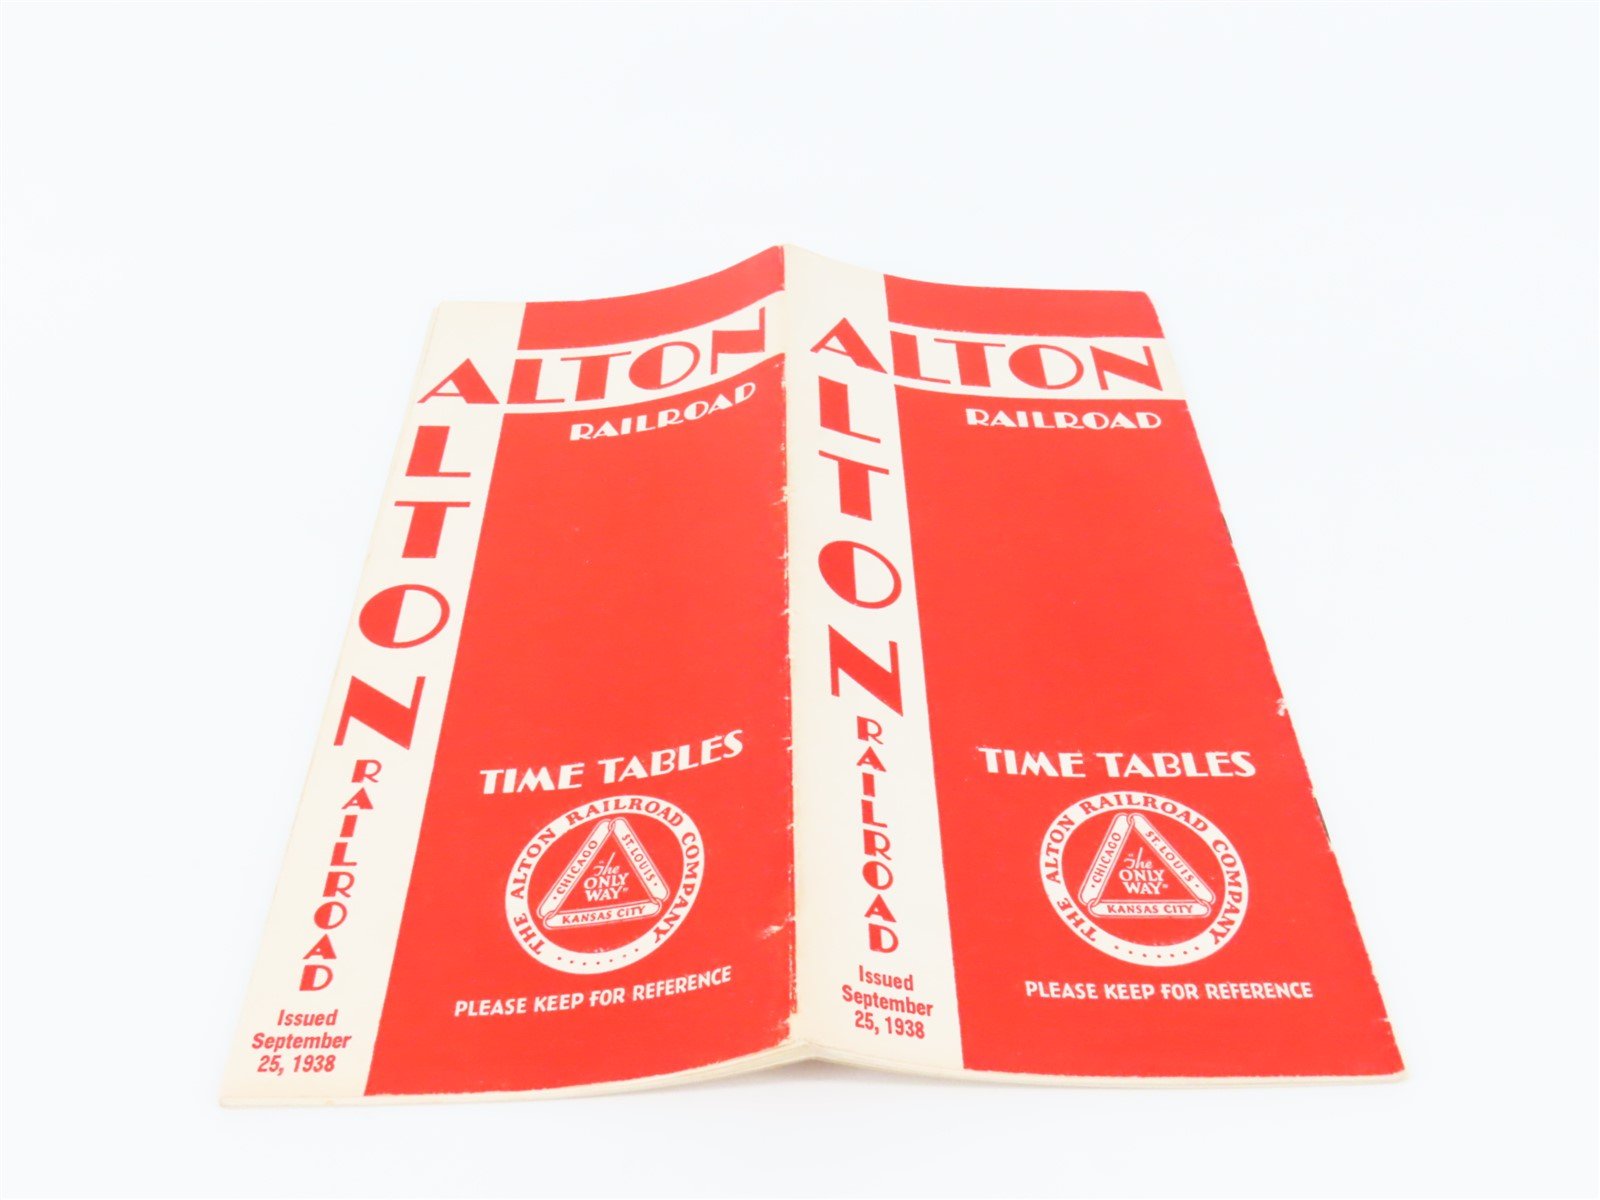 ALTON
RAILROAD
L
T
O
N
RAILROAD
TIME TABLES
THE ALTON RAILROAD COMPANY
CHICAGO
ST. LOUIS
KANSAS CITY
"The
ONLY
WAY"
PLEASE KEEP FOR REFERENCE
Issued
September
25, 1938
ALTON
RAILROAD
L
T
O
N
RAILROAD
TIME TABLES
THE ALTON RAILROAD COMPANY
CHICAGO
ST. LOUIS
KANSAS CITY
"The
ONLY
WAY"
PLEASE KEEP FOR REFERENCE
Issued
September
25, 1938